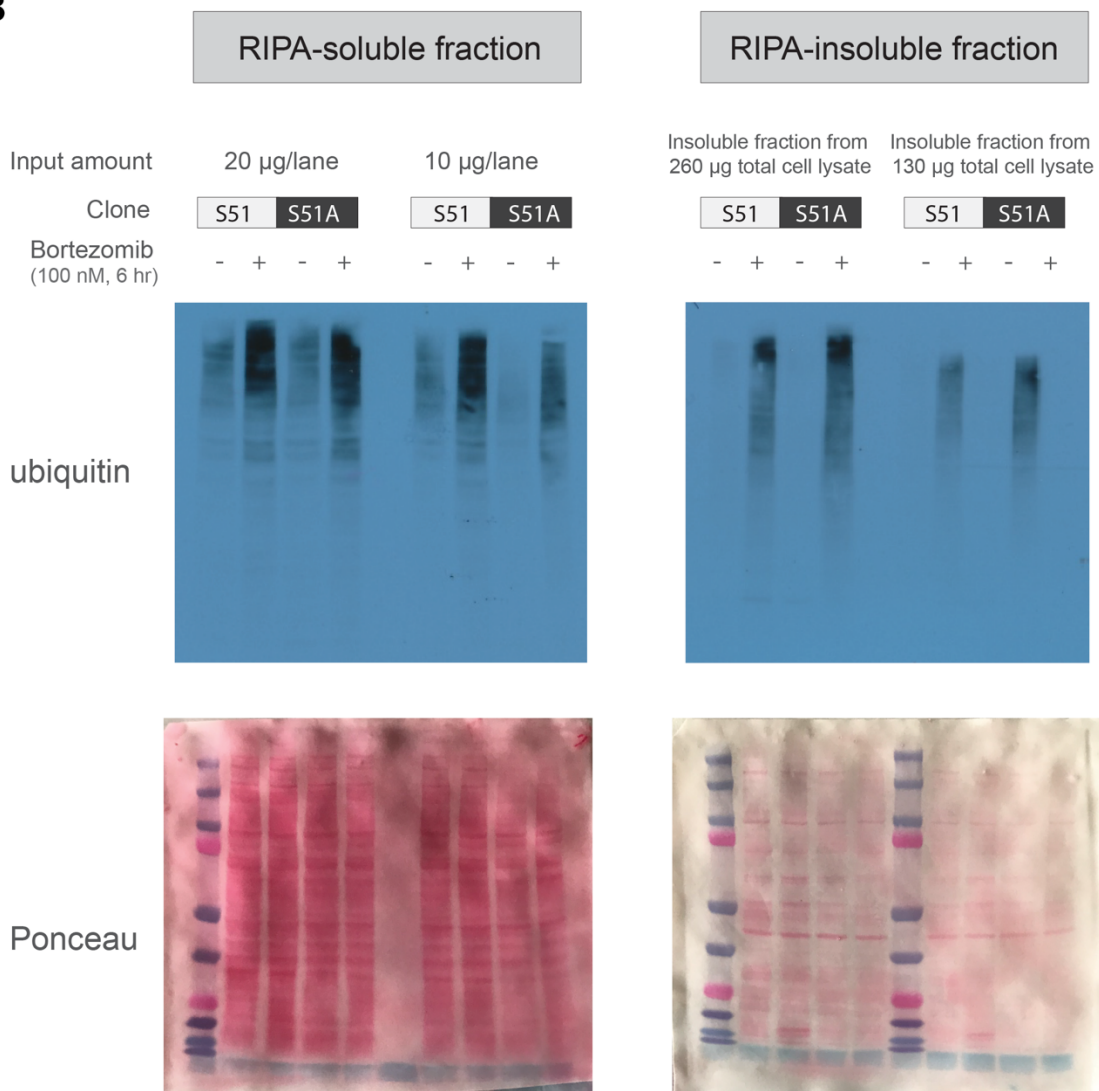 B
RIPA-soluble fraction
RIPA-insoluble fraction
Input amount
20 µg/lane
10 µg/lane
Insoluble fraction from
260 µg total cell lysate
Insoluble fraction from
130 µg total cell lysate
Clone
S51
S51A
S51
S51A
S51
S51A
S51
S51A
Bortezomib
(100 nM, 6 hr)
- + - + - + - + - + - + - + - +
ubiquitin
Ponceau